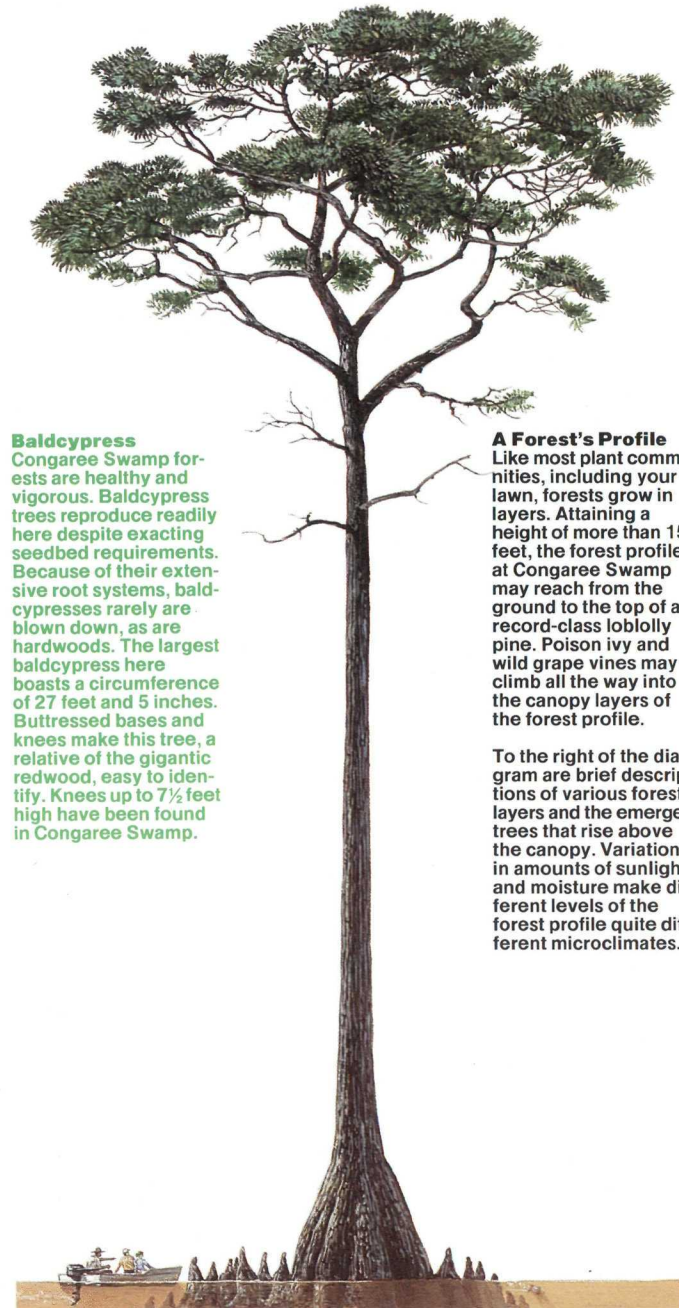 Baldcypress
Congaree Swamp for-
ests are healthy and
vigorous. Baldcypress
trees reproduce readily
here despite exacting
seedbed requirements.
Because of their exten-
sive root systems, bald-
cypresses rarely are
blown down, as are
hardwoods. The largest
baldcypress here
boasts a circumference
of 27 feet and 5 inches.
Buttressed bases and
knees make this tree, a
relative of the gigantic
redwood, easy to iden-
tify. Knees up to 7½ feet
high have been found
in Congaree Swamp.
A Forest's Profile
Like most plant
nities, including your
lawn, forests grow in
layers. Attaining a
height of more than
feet, the forest profile
at Congaree Swamp
may reach from the
ground to the top of a
record-class loblolly
pine. Poison ivy and
wild grape vines may
climb all the way into
the canopy layers of
the forest profile.
To the right of the dia-
gram are brief
tions of various forest
layers and the
trees that rise above
the canopy.
in amounts of
and moisture make
ferent levels of the
forest profile quite
ferent microclimates.